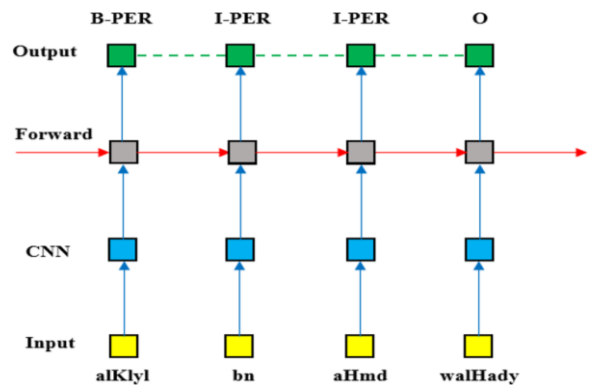 B-PER I-PER I-PER O
Output
Forward
CNN
Input
alKlyl bn aHmd walHady